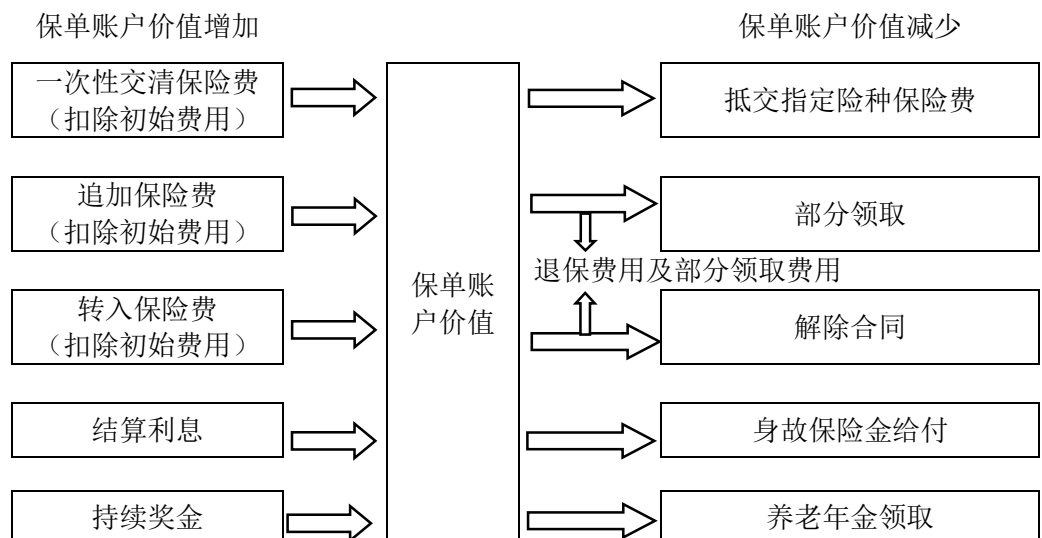 保单账户价值增加
保单账户价值减少
一次性交清保险费
（扣除初始费用）
抵交指定险种保险费
追加保险费
（扣除初始费用）
部分领取
退保费用及部分领取费用
保单账
户价值
转入保险费
（扣除初始费用）
解除合同
结算利息
身故保险金给付
持续奖金
养老年金领取